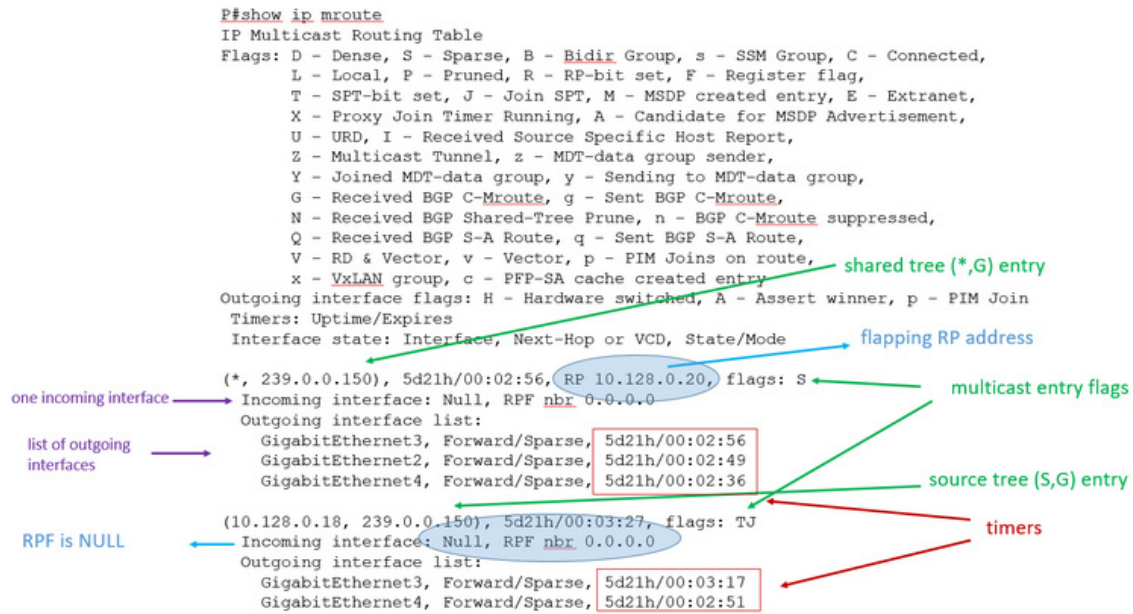 P#show ip mroute
IP Multicast Routing Table
Flags: D - Dense, S - Sparse, B - Bidir Group, s - SSM Group, C - Connected,
L - Local, P - Pruned, R - RP-bit set, F - Register flag,
T - SPT-bit set, J - Join SPT, M - MSDP created entry, E - Extranet,
X - Proxy Join Timer Running, A - Candidate for MSDP Advertisement,
U - URD, I - Received Source Specific Host Report,
Z - Multicast Tunnel, z - MDT-data group sender,
Y - Joined MDT-data group, y - Sending to MDT-data group,
G - Received BGP C-Mroute, g - Sent BGP C-Mroute,
N - Received BGP Shared-Tree Prune, n - BGP C-Mroute suppressed,
Q - Received BGP S-A Route, q - Sent BGP S-A Route,
V - RD & Vector, v - Vector, p - PIM Joins on route,
x - VxLAN group, c - PFP-SA cache created entry
shared tree (*,G) entry
Outgoing interface flags: H - Hardware switched, A - Assert winner, p - PIM Join
Timers: Uptime/Expires
Interface state: Interface, Next-Hop or VCD, State/Mode
flapping RP address
(*, 239.0.0.150), 5d21h/00:02:56, RP 10.128.0.20, flags: S
multicast entry flags
one incoming interface
Incoming interface: Null, RPF nbr 0.0.0.0
Outgoing interface list:
list of outgoing
interfaces
GigabitEthernet3, Forward/Sparse, 5d21h/00:02:56
GigabitEthernet2, Forward/Sparse, 5d21h/00:02:49
GigabitEthernet4, Forward/Sparse, 5d21h/00:02:36
source tree (S,G) entry
(10.128.0.18, 239.0.0.150), 5d21h/00:03:27, flags: TJ
timers
RPF is NULL
Incoming interface: Null, RPF nbr 0.0.0.0
Outgoing interface list:
GigabitEthernet3, Forward/Sparse, 5d21h/00:03:17
GigabitEthernet4, Forward/Sparse, 5d21h/00:02:51